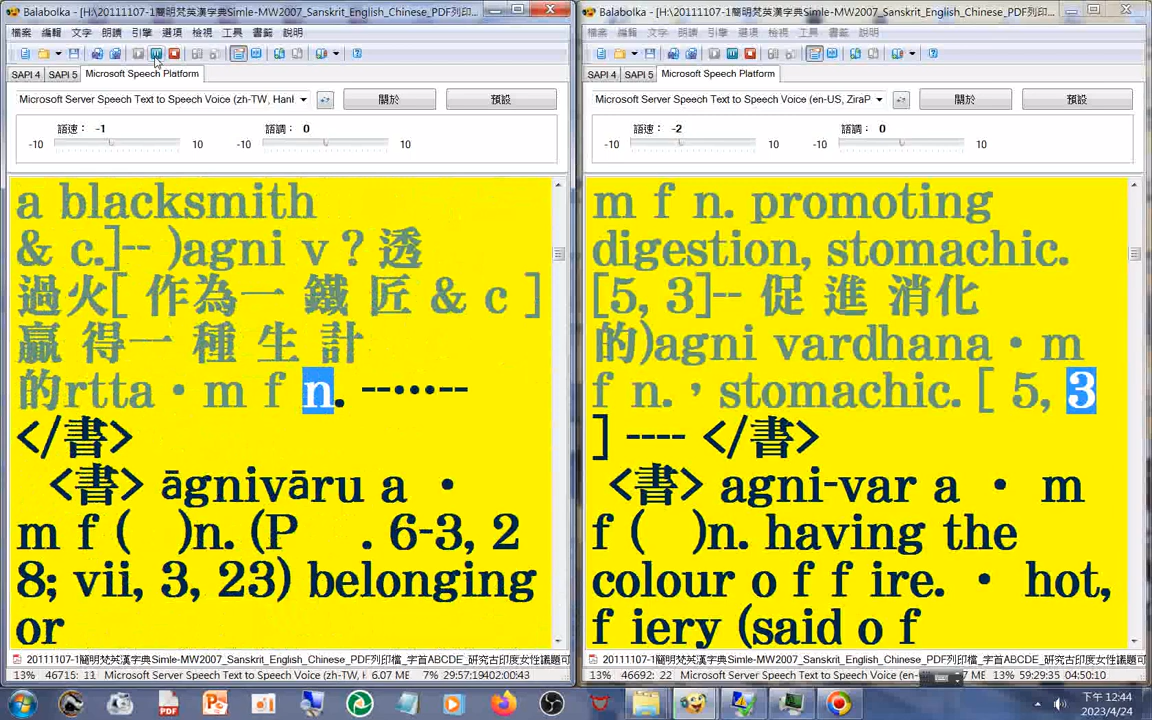 Balabolka - [H:\20111107-1簡明梵英漢字典Simle-MW2007_Sanskrit_English_Chinese_PDF列印...
檔案 編輯 文字 朗讀 引擎 選項 檢視 工具 書籤 說明
SAPI 4 SAPI 5 Microsoft Speech Platform
Microsoft Server Speech Text to Speech Voice (zh-TW, Hanl
關於 預設
語速： -1 語調： 0
-10 10 -10 10
a blacksmith
& c.]-- )agni v ? 透
過火[ 作為一 鐵 匠 & c ]
贏 得一 種 生 計
的rtta‧m f n. --‧‧‧--
</書>
<書> āgnivāru a ‧
m f ( )n. (P . 6-3, 2
8; vii, 3, 23) belonging
or
20111107-1簡明梵英漢字典Simle-MW2007_Sanskrit_English_Chinese_PDF列印檔_字首ABCDE_研究古印度女性議題可
13% 46715: 11 Microsoft Server Speech Text to Speech Voice (zh-TW, 6.07 MB 7% 29:57:19402:00:43
Balabolka - [H:\20111107-1簡明梵英漢字典Simle-MW2007_Sanskrit_English_Chinese_PDF列印...
檔案 編輯 文字 朗讀 引擎 選項 檢視 工具 書籤 說明
SAPI 4 SAPI 5 Microsoft Speech Platform
Microsoft Server Speech Text to Speech Voice (en-US, ZiraP
關於 預設
語速： -2 語調： 0
-10 10 -10 10
m f n. promoting
digestion, stomachic.
[5, 3]-- 促 進 消化
的)agni vardhana‧m
f n.，stomachic. [ 5, 3
] ---- </書>
<書> agni-var a ‧ m
f ( )n. having the
colour o f f ire. ‧ hot,
f iery (said o f
20111107-1簡明梵英漢字典Simle-MW2007_Sanskrit_English_Chinese_PDF列印檔_字首ABCDE_研究古印度女性議題可
13% 46692: 22 Microsoft Server Speech Text to Speech Voice (en-US, 13% 59:29:35 04:50:10
下午 12:44
2023/4/24